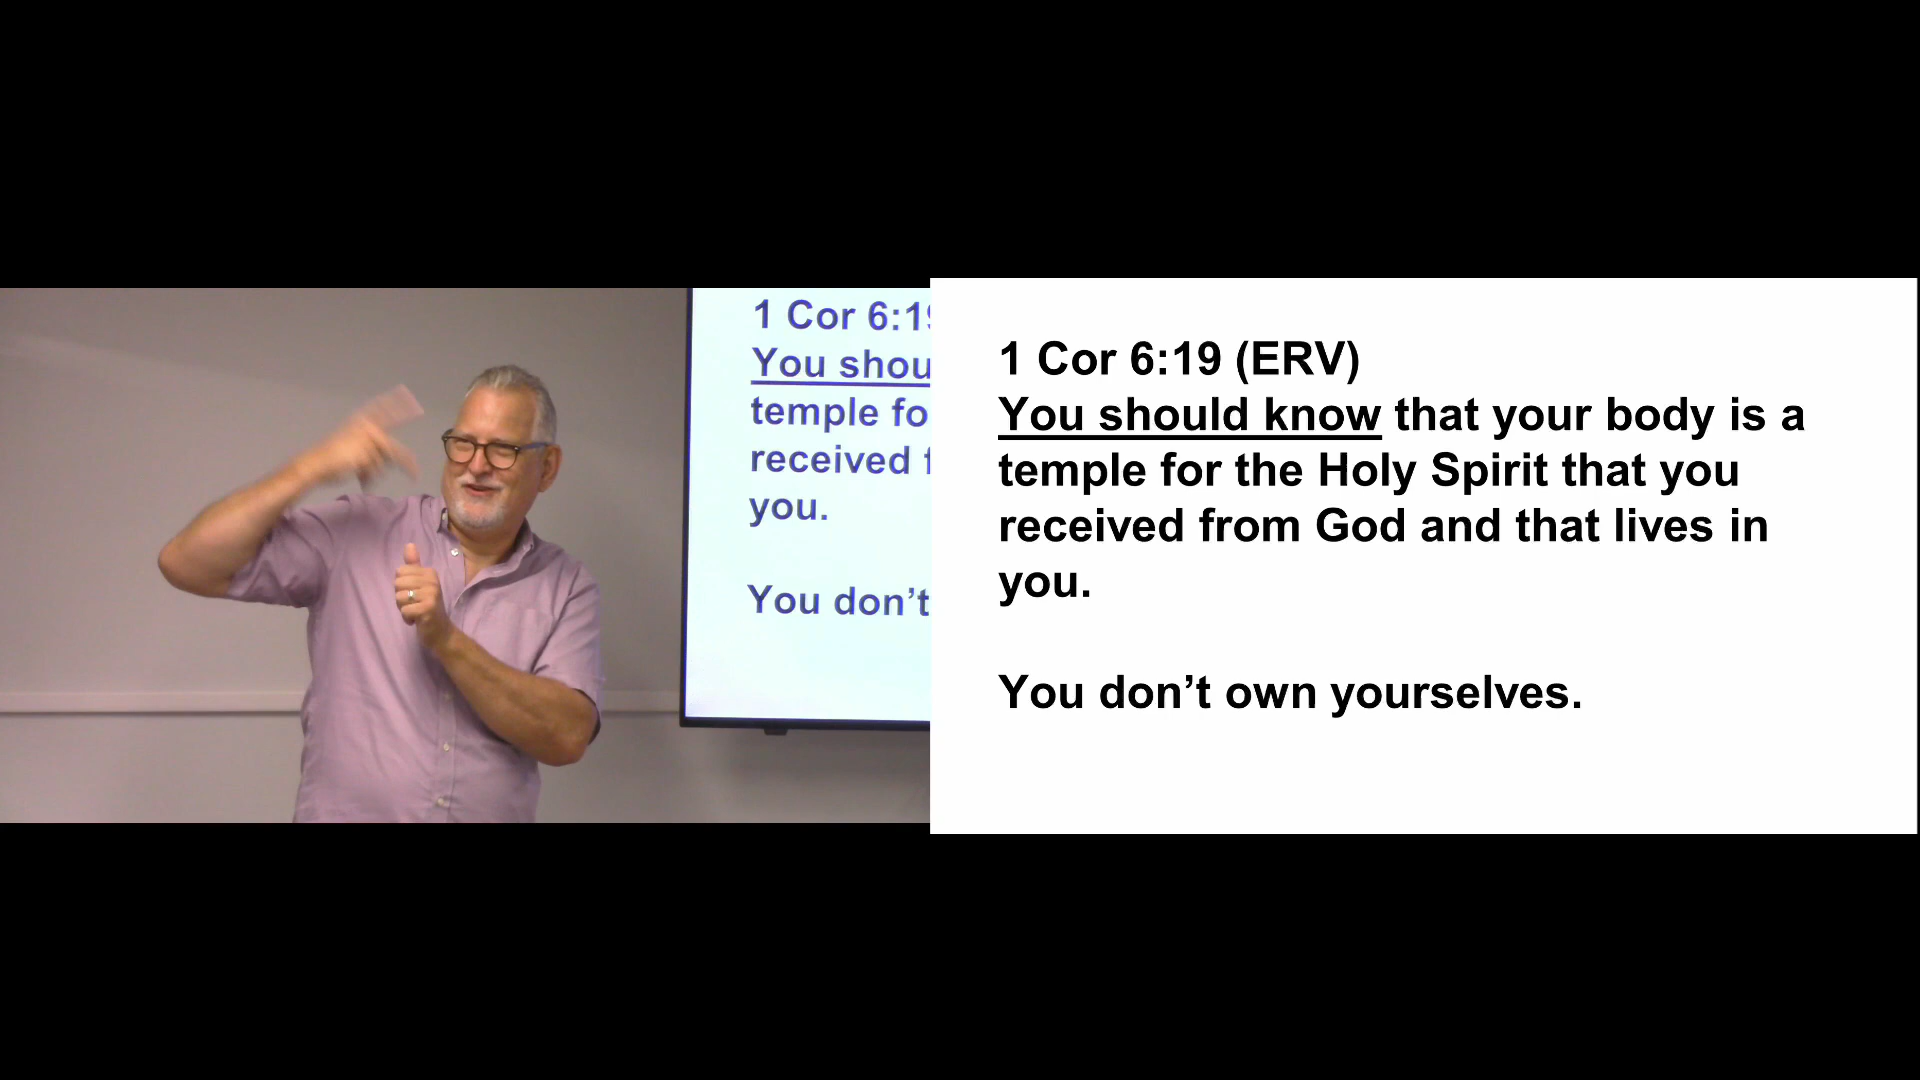 1 Cor 6:19
You shou
temple fo
received f
you.
You don’t
1 Cor 6:19 (ERV)
You should know that your body is a
temple for the Holy Spirit that you
received from God and that lives in
you.
You don’t own yourselves.